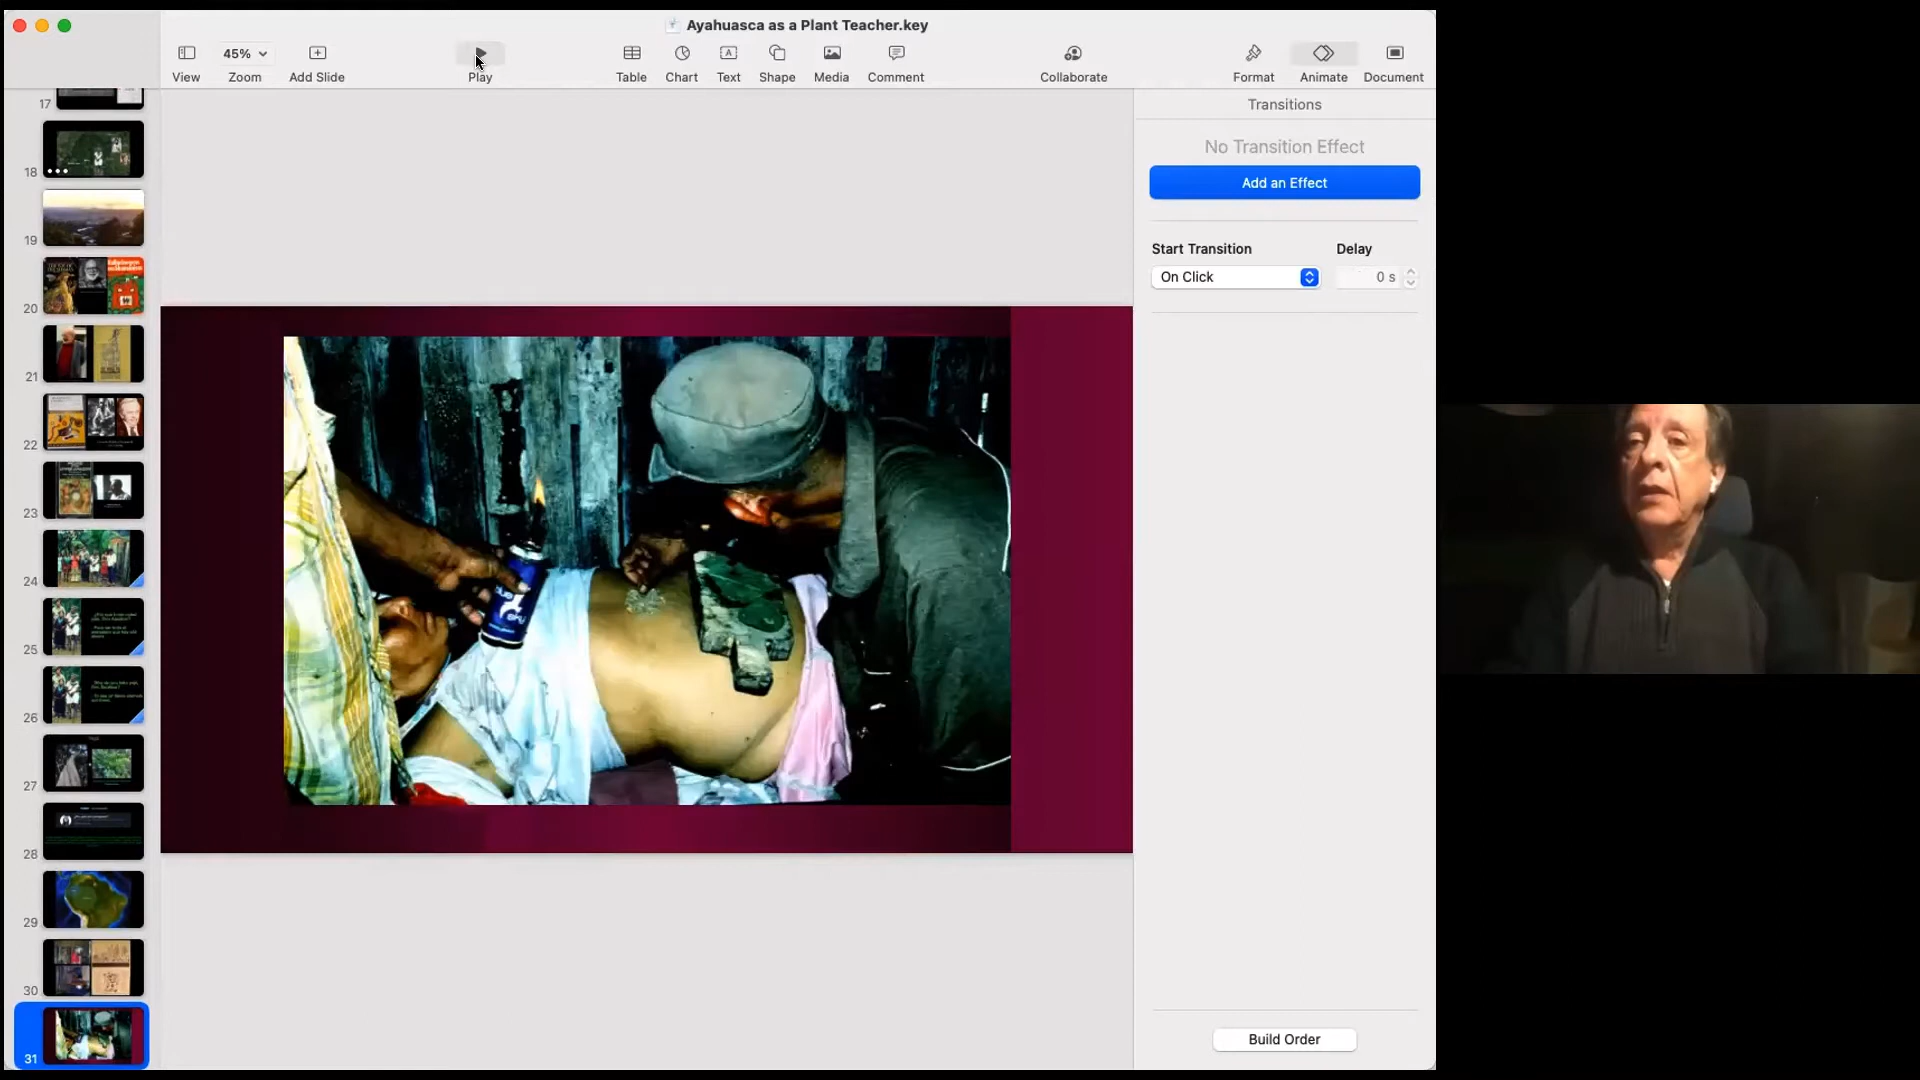 Ayahuasca as a Plant Teacher.key
45%
View
Zoom
Add Slide
Play
Table
Chart
Text
Shape
Media
Comment
Collaborate
Format
Animate
Document
17
18
19
20
21
22
23
24
25
26
27
28
29
30
31
Transitions
No Transition Effect
Add an Effect
Start Transition
Delay
On Click
0 s
Build Order